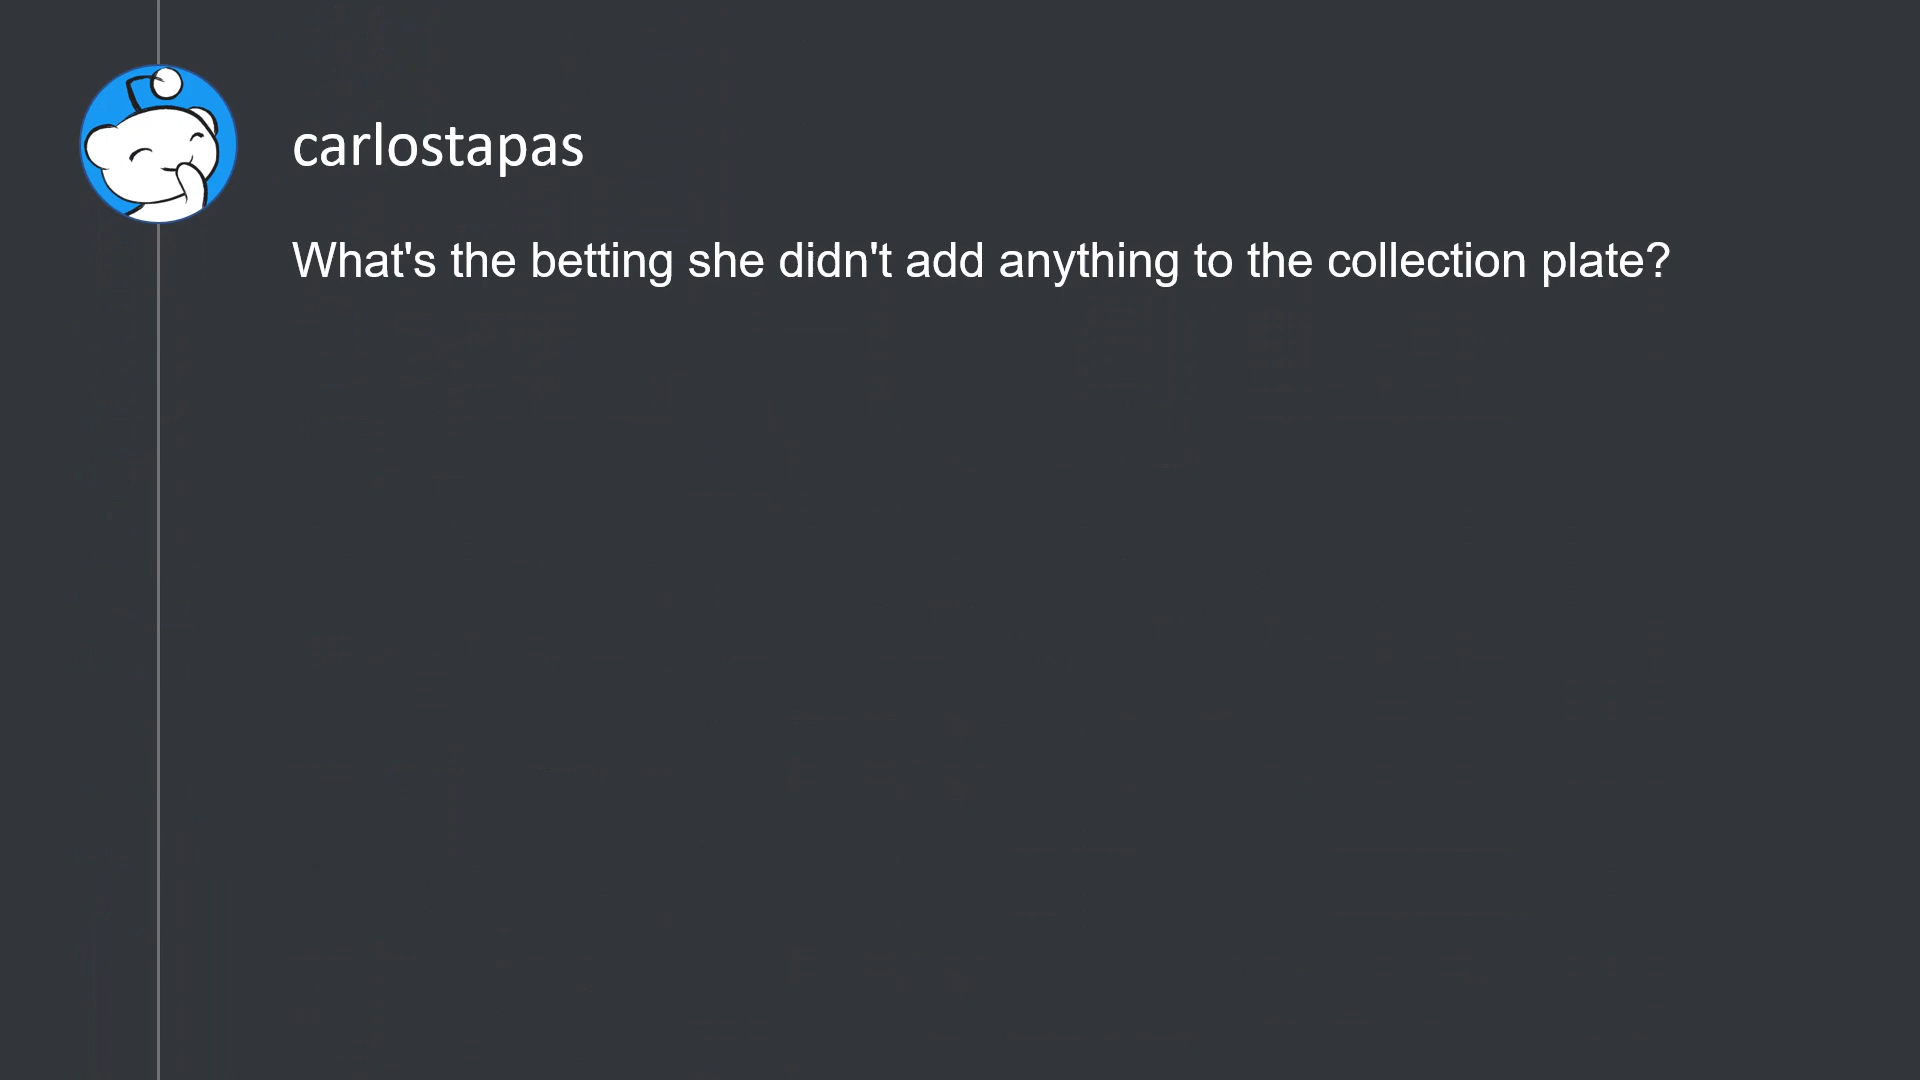 carlostapas
What's the betting she didn't add anything to the collection plate?